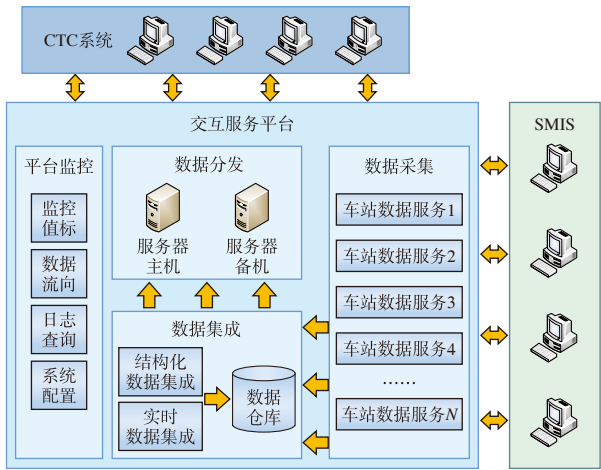 CTC系统
交互服务平台
SMIS
平台监控
监控
值标
数据
流向
日志
查询
系统
配置
数据分发
服务器
主机
服务器
备机
数据集成
结构化
数据集成
实时
数据集成
数据
仓库
数据采集
车站数据服务1
车站数据服务2
车站数据服务3
车站数据服务4
……
车站数据服务N